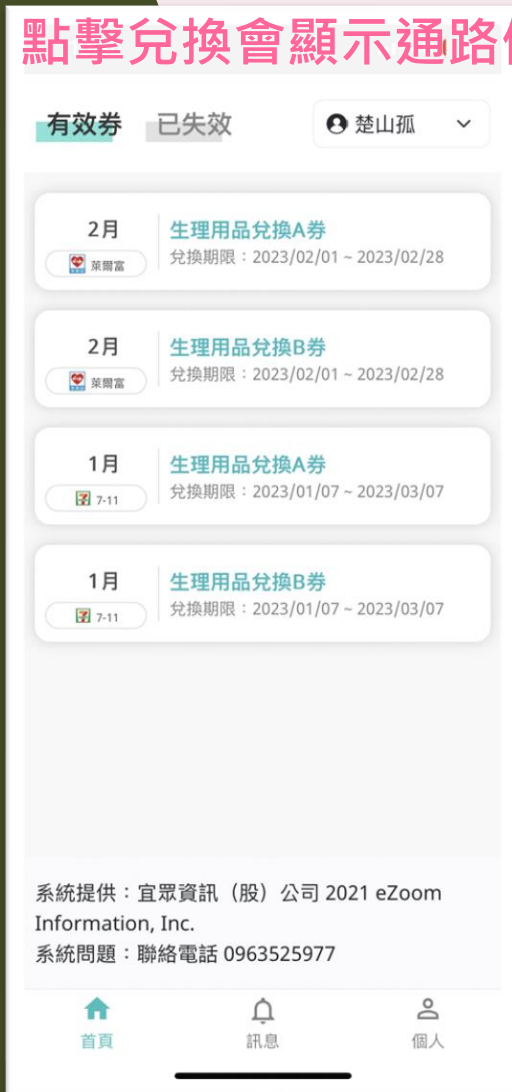 點擊兌換會顯示通路
有效券 已失效 楚山孤
2月 生理用品兌換A券
萊爾富 兌換期限：2023/02/01 ~ 2023/02/28
2月 生理用品兌換B券
萊爾富 兌換期限：2023/02/01 ~ 2023/02/28
1月 生理用品兌換A券
7-11 兌換期限：2023/01/07 ~ 2023/03/07
1月 生理用品兌換B券
7-11 兌換期限：2023/01/07 ~ 2023/03/07
系統提供：宜眾資訊（股）公司 2021 eZoom
Information, Inc.
系統問題：聯絡電話 0963525977
首頁 訊息 個人